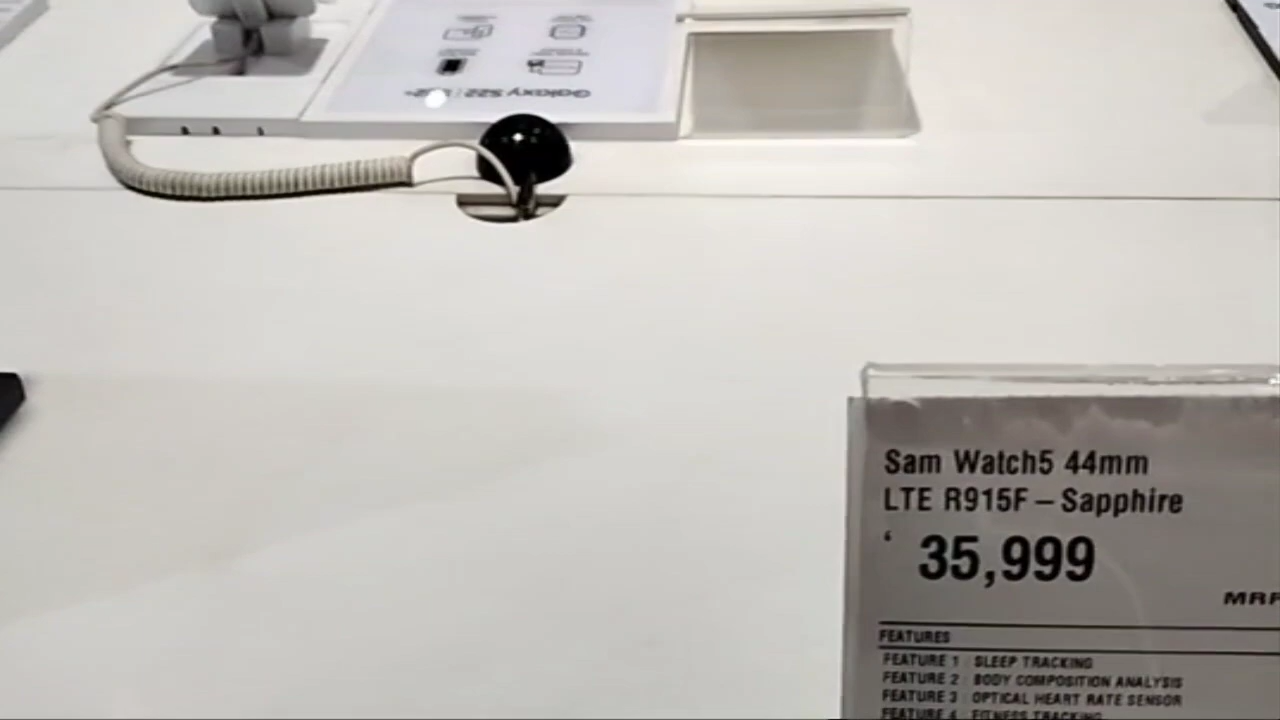 Galaxy S22
Sam Watch5 44mm
LTE R915F – Sapphire
35,999
MRP
FEATURES
FEATURE 1 SLEEP TRACKING
FEATURE 2 BODY COMPOSITION ANALYSIS
FEATURE 3 OPTICAL HEART RATE SENSOR
FEATURE 4 FITNESS TRACKING